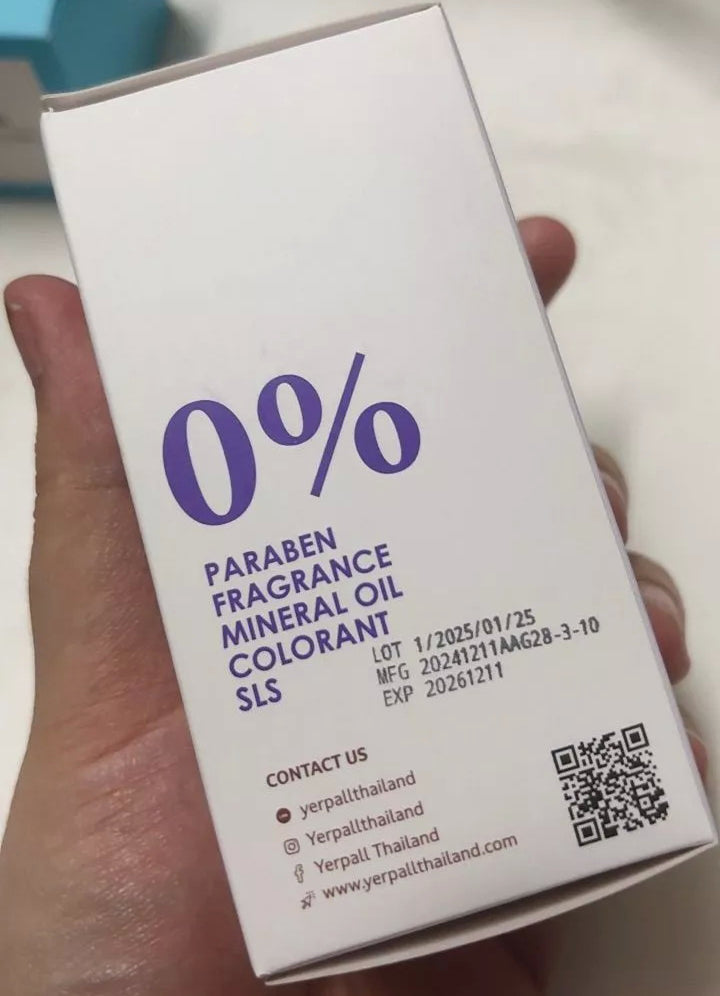 0%
PARABEN
FRAGRANCE
MINERAL OIL
COLORANT
SLS
LOT 1/2025/01/25
MFG 20241211AAG28-3-10
EXP 20261211
CONTACT US
yerpallthailand
Yerpallthailand
Yerpall Thailand
www.yerpallthailand.com